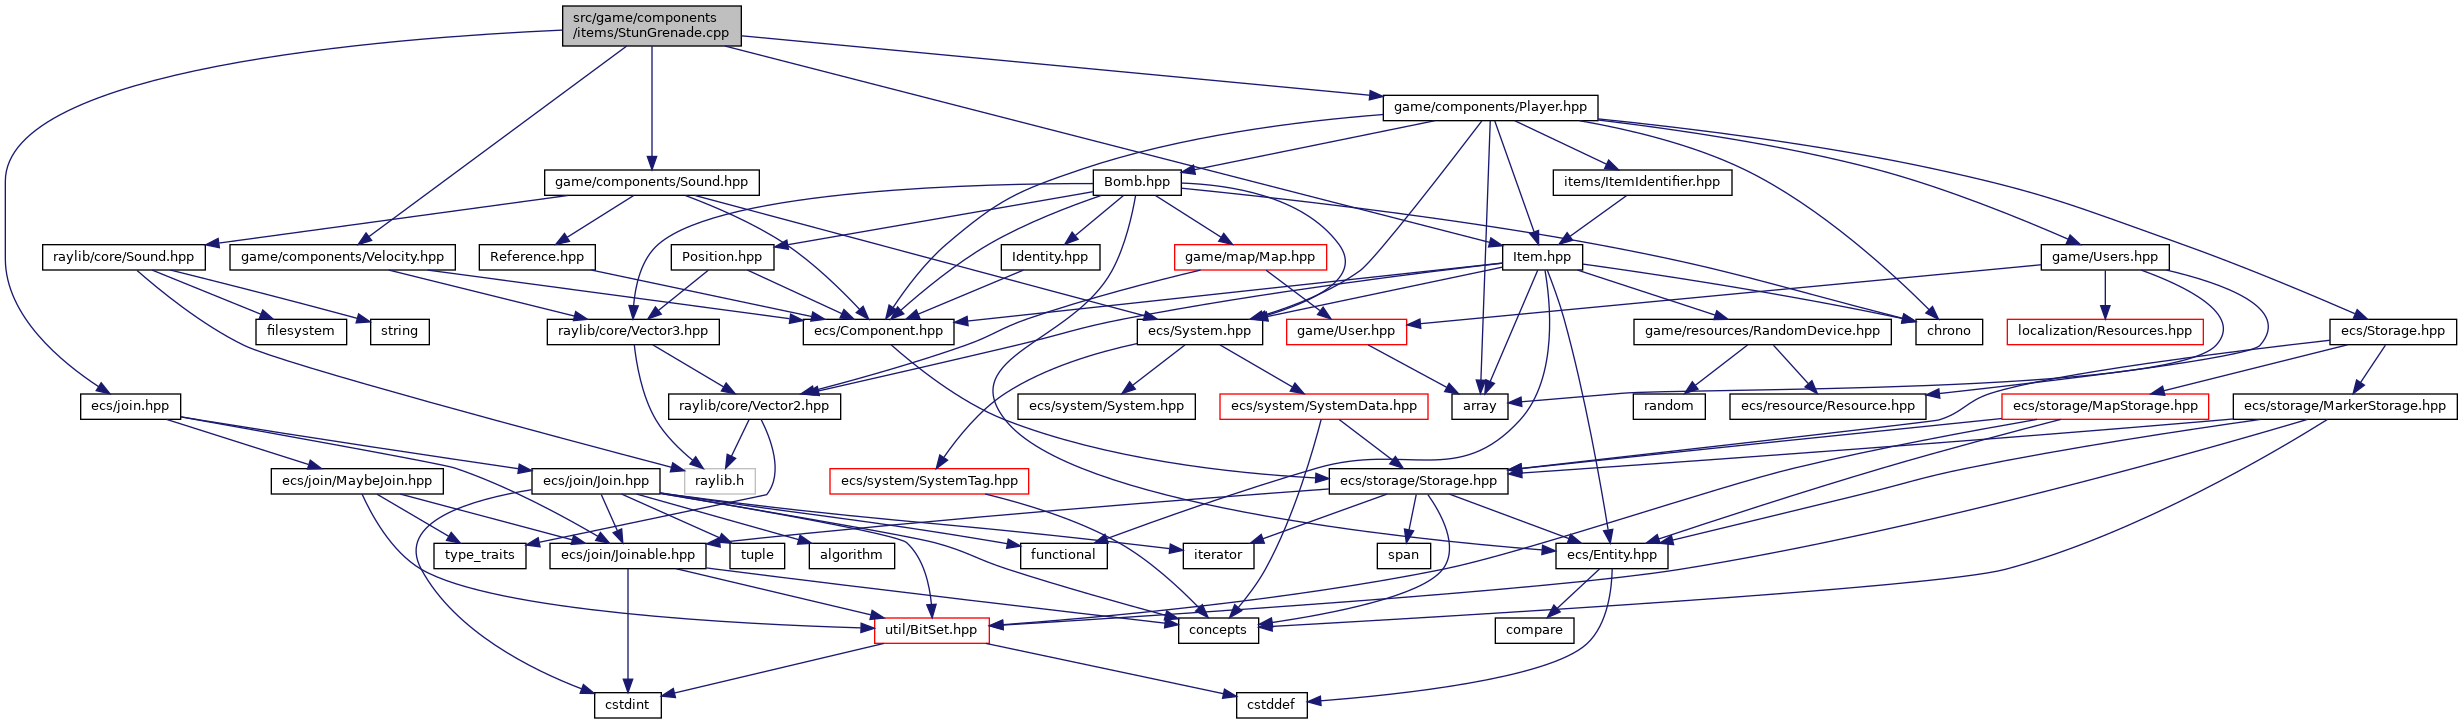 src/game/components
/items/StunGrenade.cpp
game/components/Player.hpp
game/components/Sound.hpp
Bomb.hpp
items/ItemIdentifier.hpp
raylib/core/Sound.hpp
game/components/Velocity.hpp
Reference.hpp
Position.hpp
Identity.hpp
game/map/Map.hpp
Item.hpp
game/Users.hpp
filesystem
string
raylib/core/Vector3.hpp
ecs/Component.hpp
ecs/System.hpp
game/User.hpp
game/resources/RandomDevice.hpp
chrono
localization/Resources.hpp
ecs/Storage.hpp
ecs/join.hpp
raylib/core/Vector2.hpp
ecs/system/System.hpp
ecs/system/SystemData.hpp
array
random
ecs/resource/Resource.hpp
ecs/storage/MapStorage.hpp
ecs/storage/MarkerStorage.hpp
ecs/join/MaybeJoin.hpp
ecs/join/Join.hpp
raylib.h
ecs/system/SystemTag.hpp
ecs/storage/Storage.hpp
type_traits
ecs/join/Joinable.hpp
tuple
algorithm
functional
iterator
span
ecs/Entity.hpp
util/BitSet.hpp
concepts
compare
cstdint
cstddef